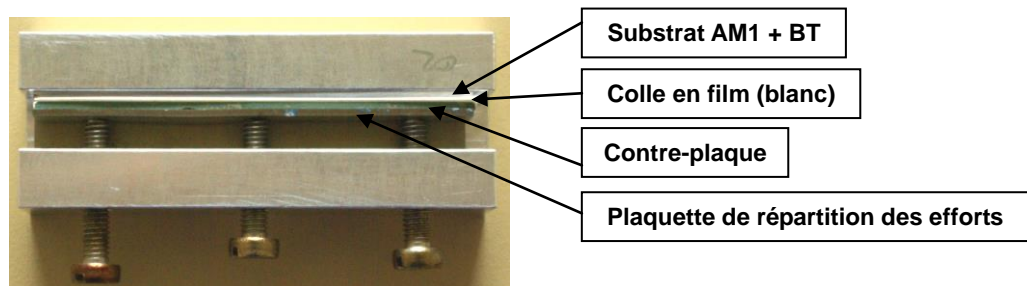 Substrat AM1 + BT
Colle en film (blanc)
Contre-plaque
Plaquette de répartition des efforts